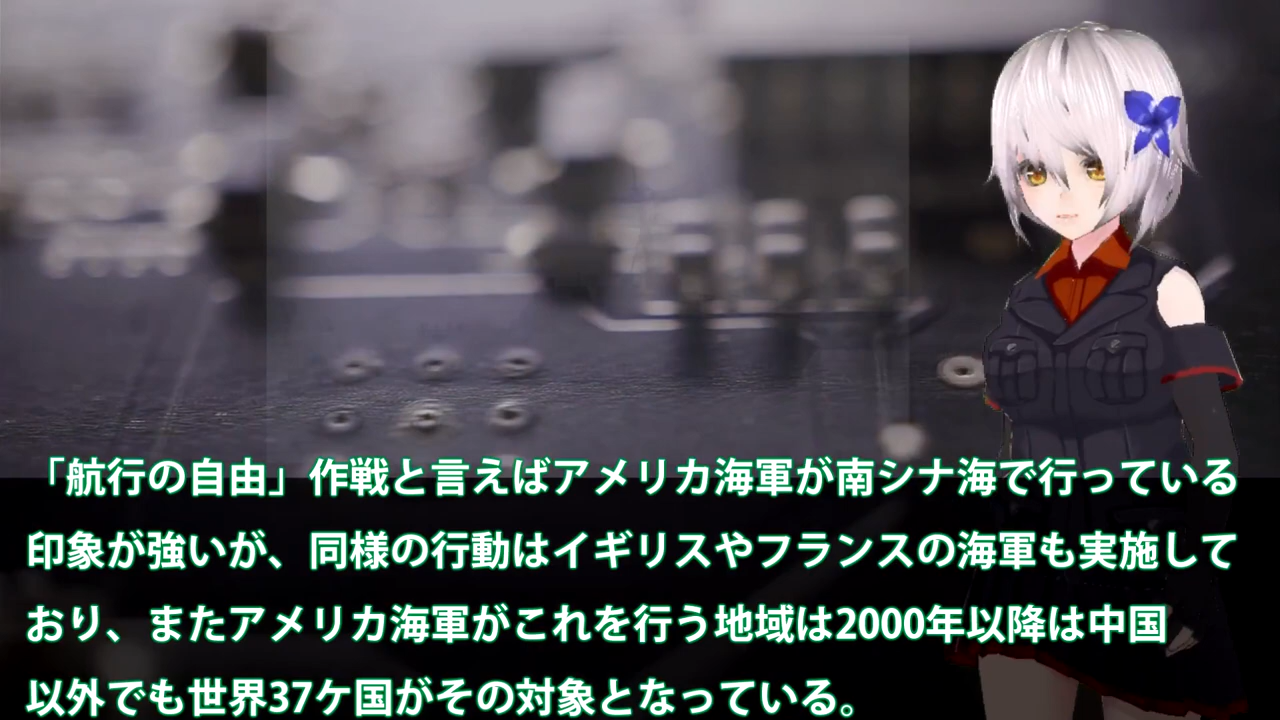 「航行の自由」作戦と言えばアメリカ海軍が南シナ海で行っている
印象が強いが、同様の行動はイギリスやフランスの海軍も実施して
おり、またアメリカ海軍がこれを行う地域は2000年以降は中国
以外でも世界37ケ国がその対象となっている。